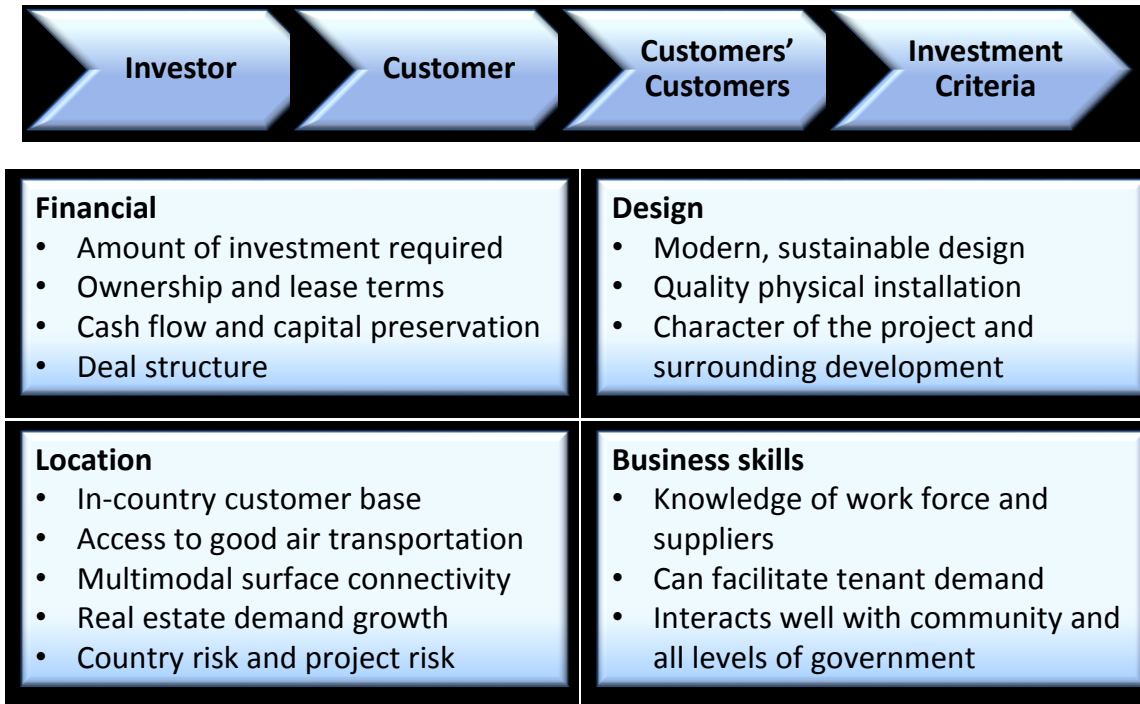 Investor
Customer
Customers’
Customers
Investment
Criteria
Financial
• Amount of investment required
• Ownership and lease terms
• Cash flow and capital preservation
• Deal structure
Design
• Modern, sustainable design
• Quality physical installation
• Character of the project and
surrounding development
Location
• In-country customer base
• Access to good air transportation
• Multimodal surface connectivity
• Real estate demand growth
• Country risk and project risk
Business skills
• Knowledge of work force and
suppliers
• Can facilitate tenant demand
• Interacts well with community and
all levels of government